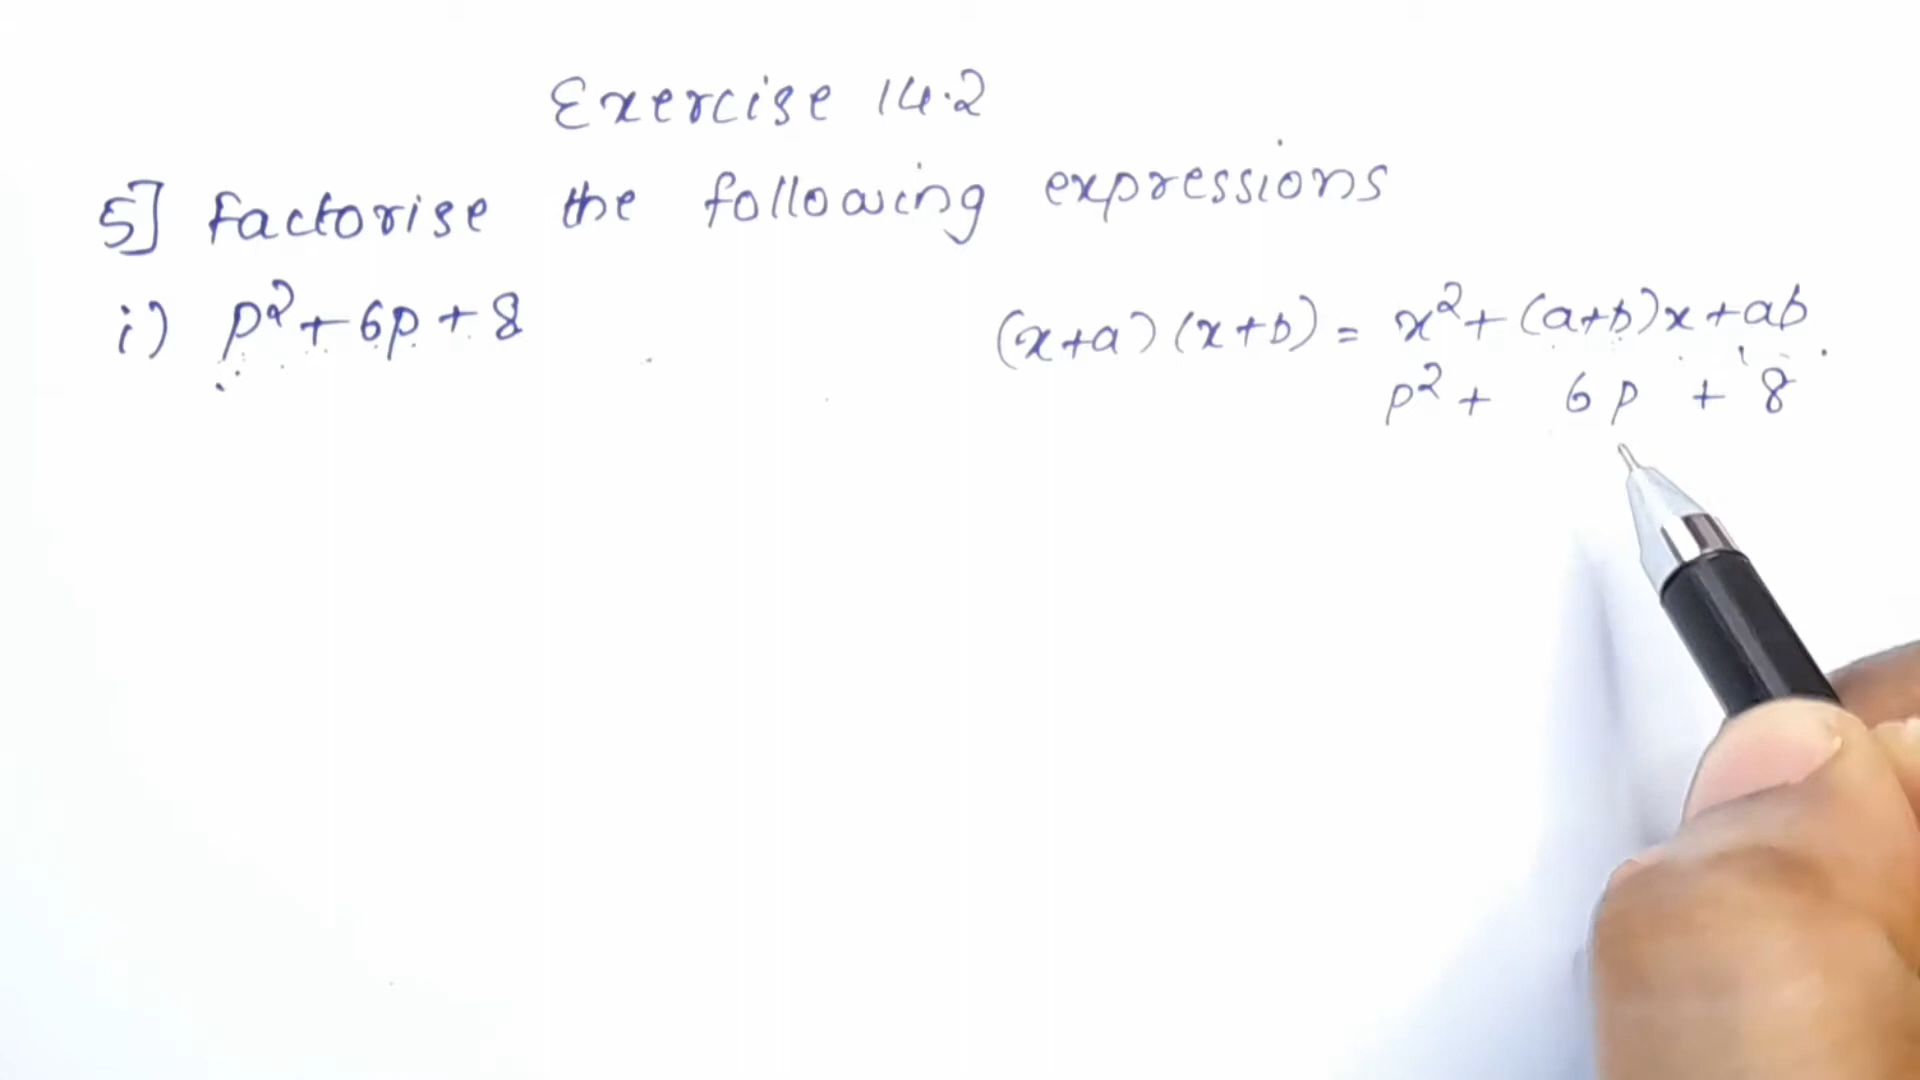 Exercise 14.2
5] Factorise the following expressions
i) p²+6p+8
(x+a)(x+b) = x²+(a+b)x+ab
p²+ 6p + 8